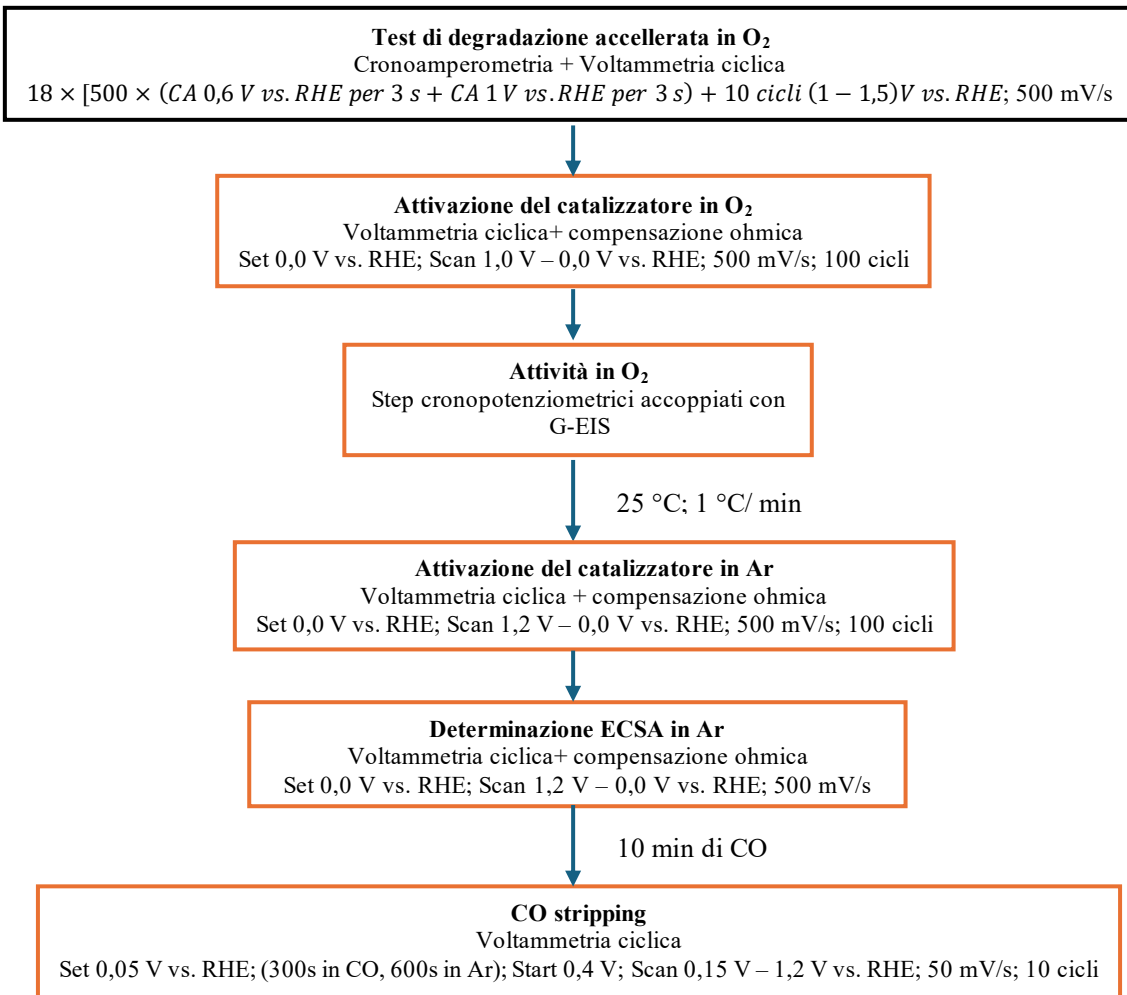 Test di degradazione accellerata in O₂
Cronoamperometria + Voltammetria ciclica
18 × [500 × (CA 0,6 V vs. RHE per 3 s + CA 1 V vs. RHE per 3 s) + 10 cicli (1 − 1,5)V vs. RHE; 500 mV/s
Attivazione del catalizzatore in O₂
Voltammetria ciclica+ compensazione ohmica
Set 0,0 V vs. RHE; Scan 1,0 V – 0,0 V vs. RHE; 500 mV/s; 100 cicli
Attività in O₂
Step cronopotenziometrici accoppiati con
G-EIS
25 °C; 1 °C/ min
Attivazione del catalizzatore in Ar
Voltammetria ciclica + compensazione ohmica
Set 0,0 V vs. RHE; Scan 1,2 V – 0,0 V vs. RHE; 500 mV/s; 100 cicli
Determinazione ECSA in Ar
Voltammetria ciclica+ compensazione ohmica
Set 0,0 V vs. RHE; Scan 1,2 V – 0,0 V vs. RHE; 500 mV/s
10 min di CO
CO stripping
Voltammetria ciclica
Set 0,05 V vs. RHE; (300s in CO, 600s in Ar); Start 0,4 V; Scan 0,15 V – 1,2 V vs. RHE; 50 mV/s; 10 cicli